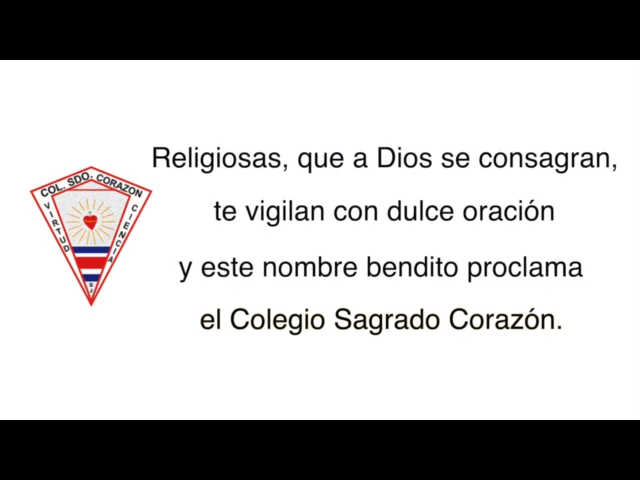 COL. SDO. CORAZON
VIRTUD
CIENCIA
Religiosas, que a Dios se consagran,
te vigilan con dulce oración
y este nombre bendito proclama
el Colegio Sagrado Corazón.